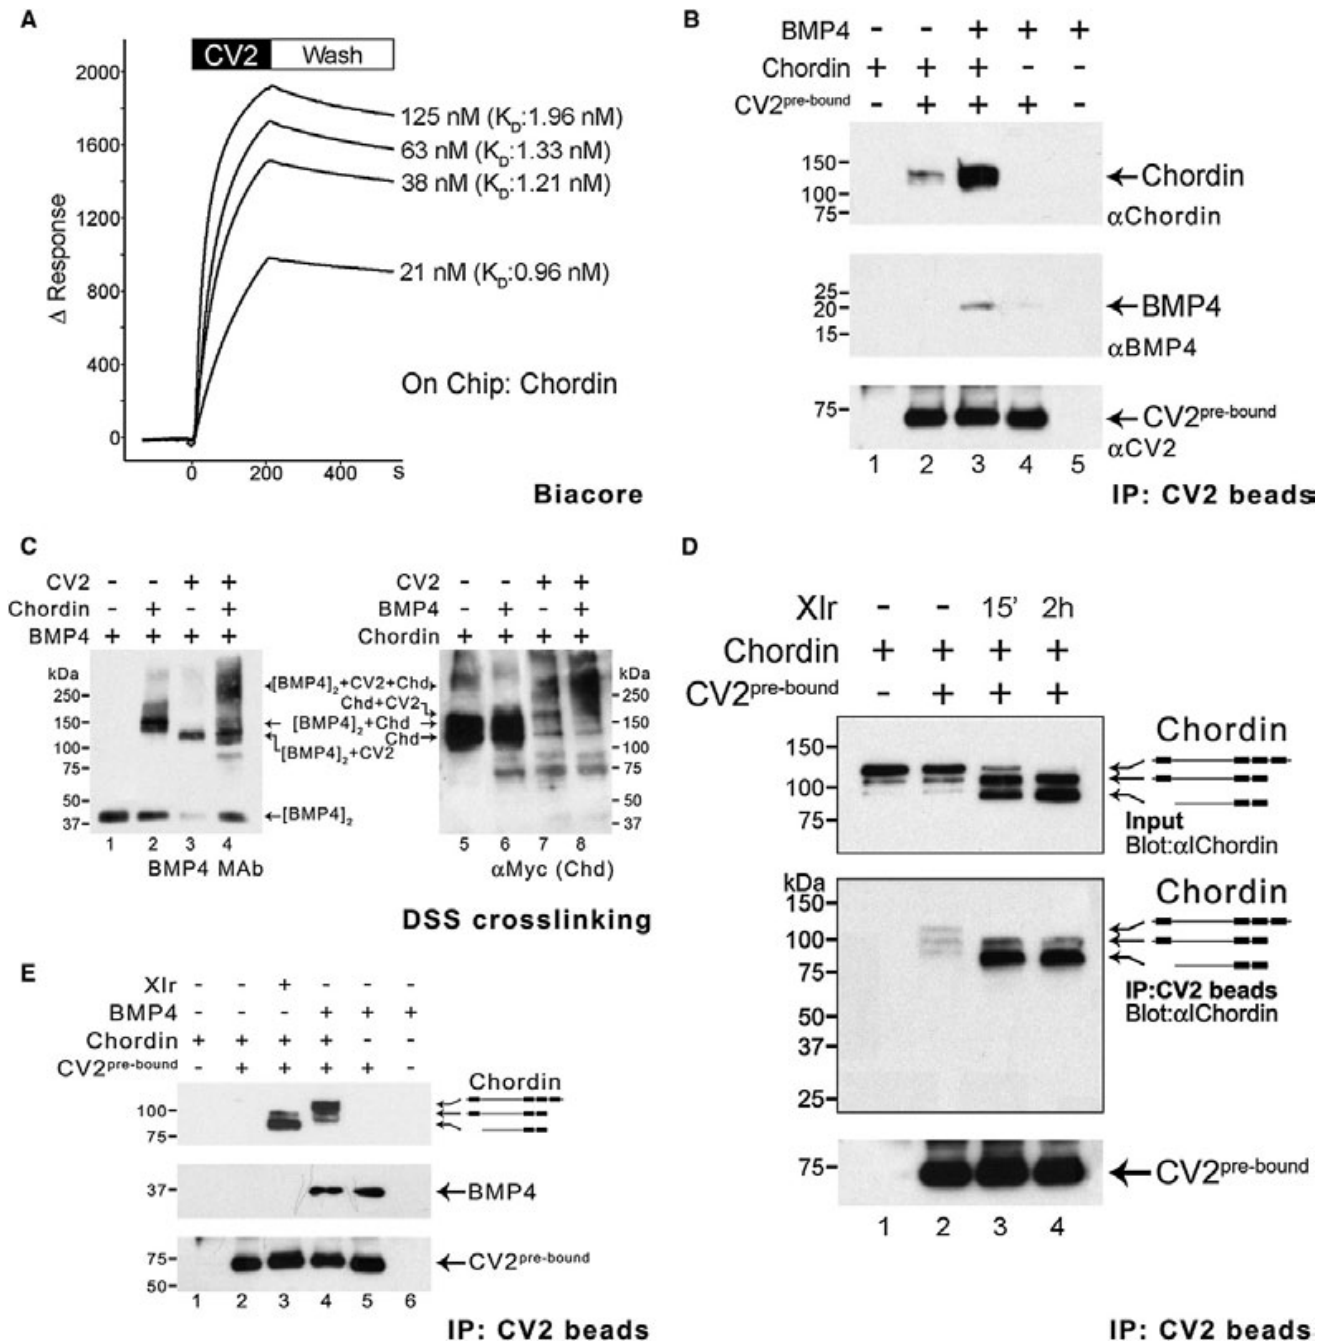 A
CV2 Wash
2000
1600
1200
800
400
0
Δ Response
125 nM (KD:1.96 nM)
63 nM (KD:1.33 nM)
38 nM (KD:1.21 nM)
21 nM (KD:0.96 nM)
On Chip: Chordin
0 200 400 s
Biacore
B
BMP4 - - + + +
Chordin + + + - -
CV2pre-bound - + + + -
150
100
75
Chordin
αChordin
25
20
15
BMP4
αBMP4
75
CV2pre-bound
αCV2
1 2 3 4 5
IP: CV2 beads
C
CV2 - - + +
Chordin - + - +
BMP4 + + + +
kDa
250
150
100
75
50
37
[BMP4]2+CV2+Chd
Chd+CV2
[BMP4]2+Chd
Chd
[BMP4]2+CV2
[BMP4]2
1 2 3 4
BMP4 MAb
CV2 - - + +
BMP4 - + - +
Chordin + + + +
kDa
250
150
100
75
50
37
5 6 7 8
αMyc (Chd)
DSS crosslinking
D
Xlr - - 15' 2h
Chordin + + + +
CV2pre-bound - + + +
150
100
75
Chordin
Input
Blot:αIChordin
kDa
150
100
75
50
37
25
Chordin
IP:CV2 beads
Blot:αIChordin
75
CV2pre-bound
1 2 3 4
IP: CV2 beads
E
Xlr - - + - - -
BMP4 - - - + + +
Chordin + + + + - -
CV2pre-bound - + + + + -
100
75
Chordin
37
BMP4
75
50
CV2pre-bound
1 2 3 4 5 6
IP: CV2 beads